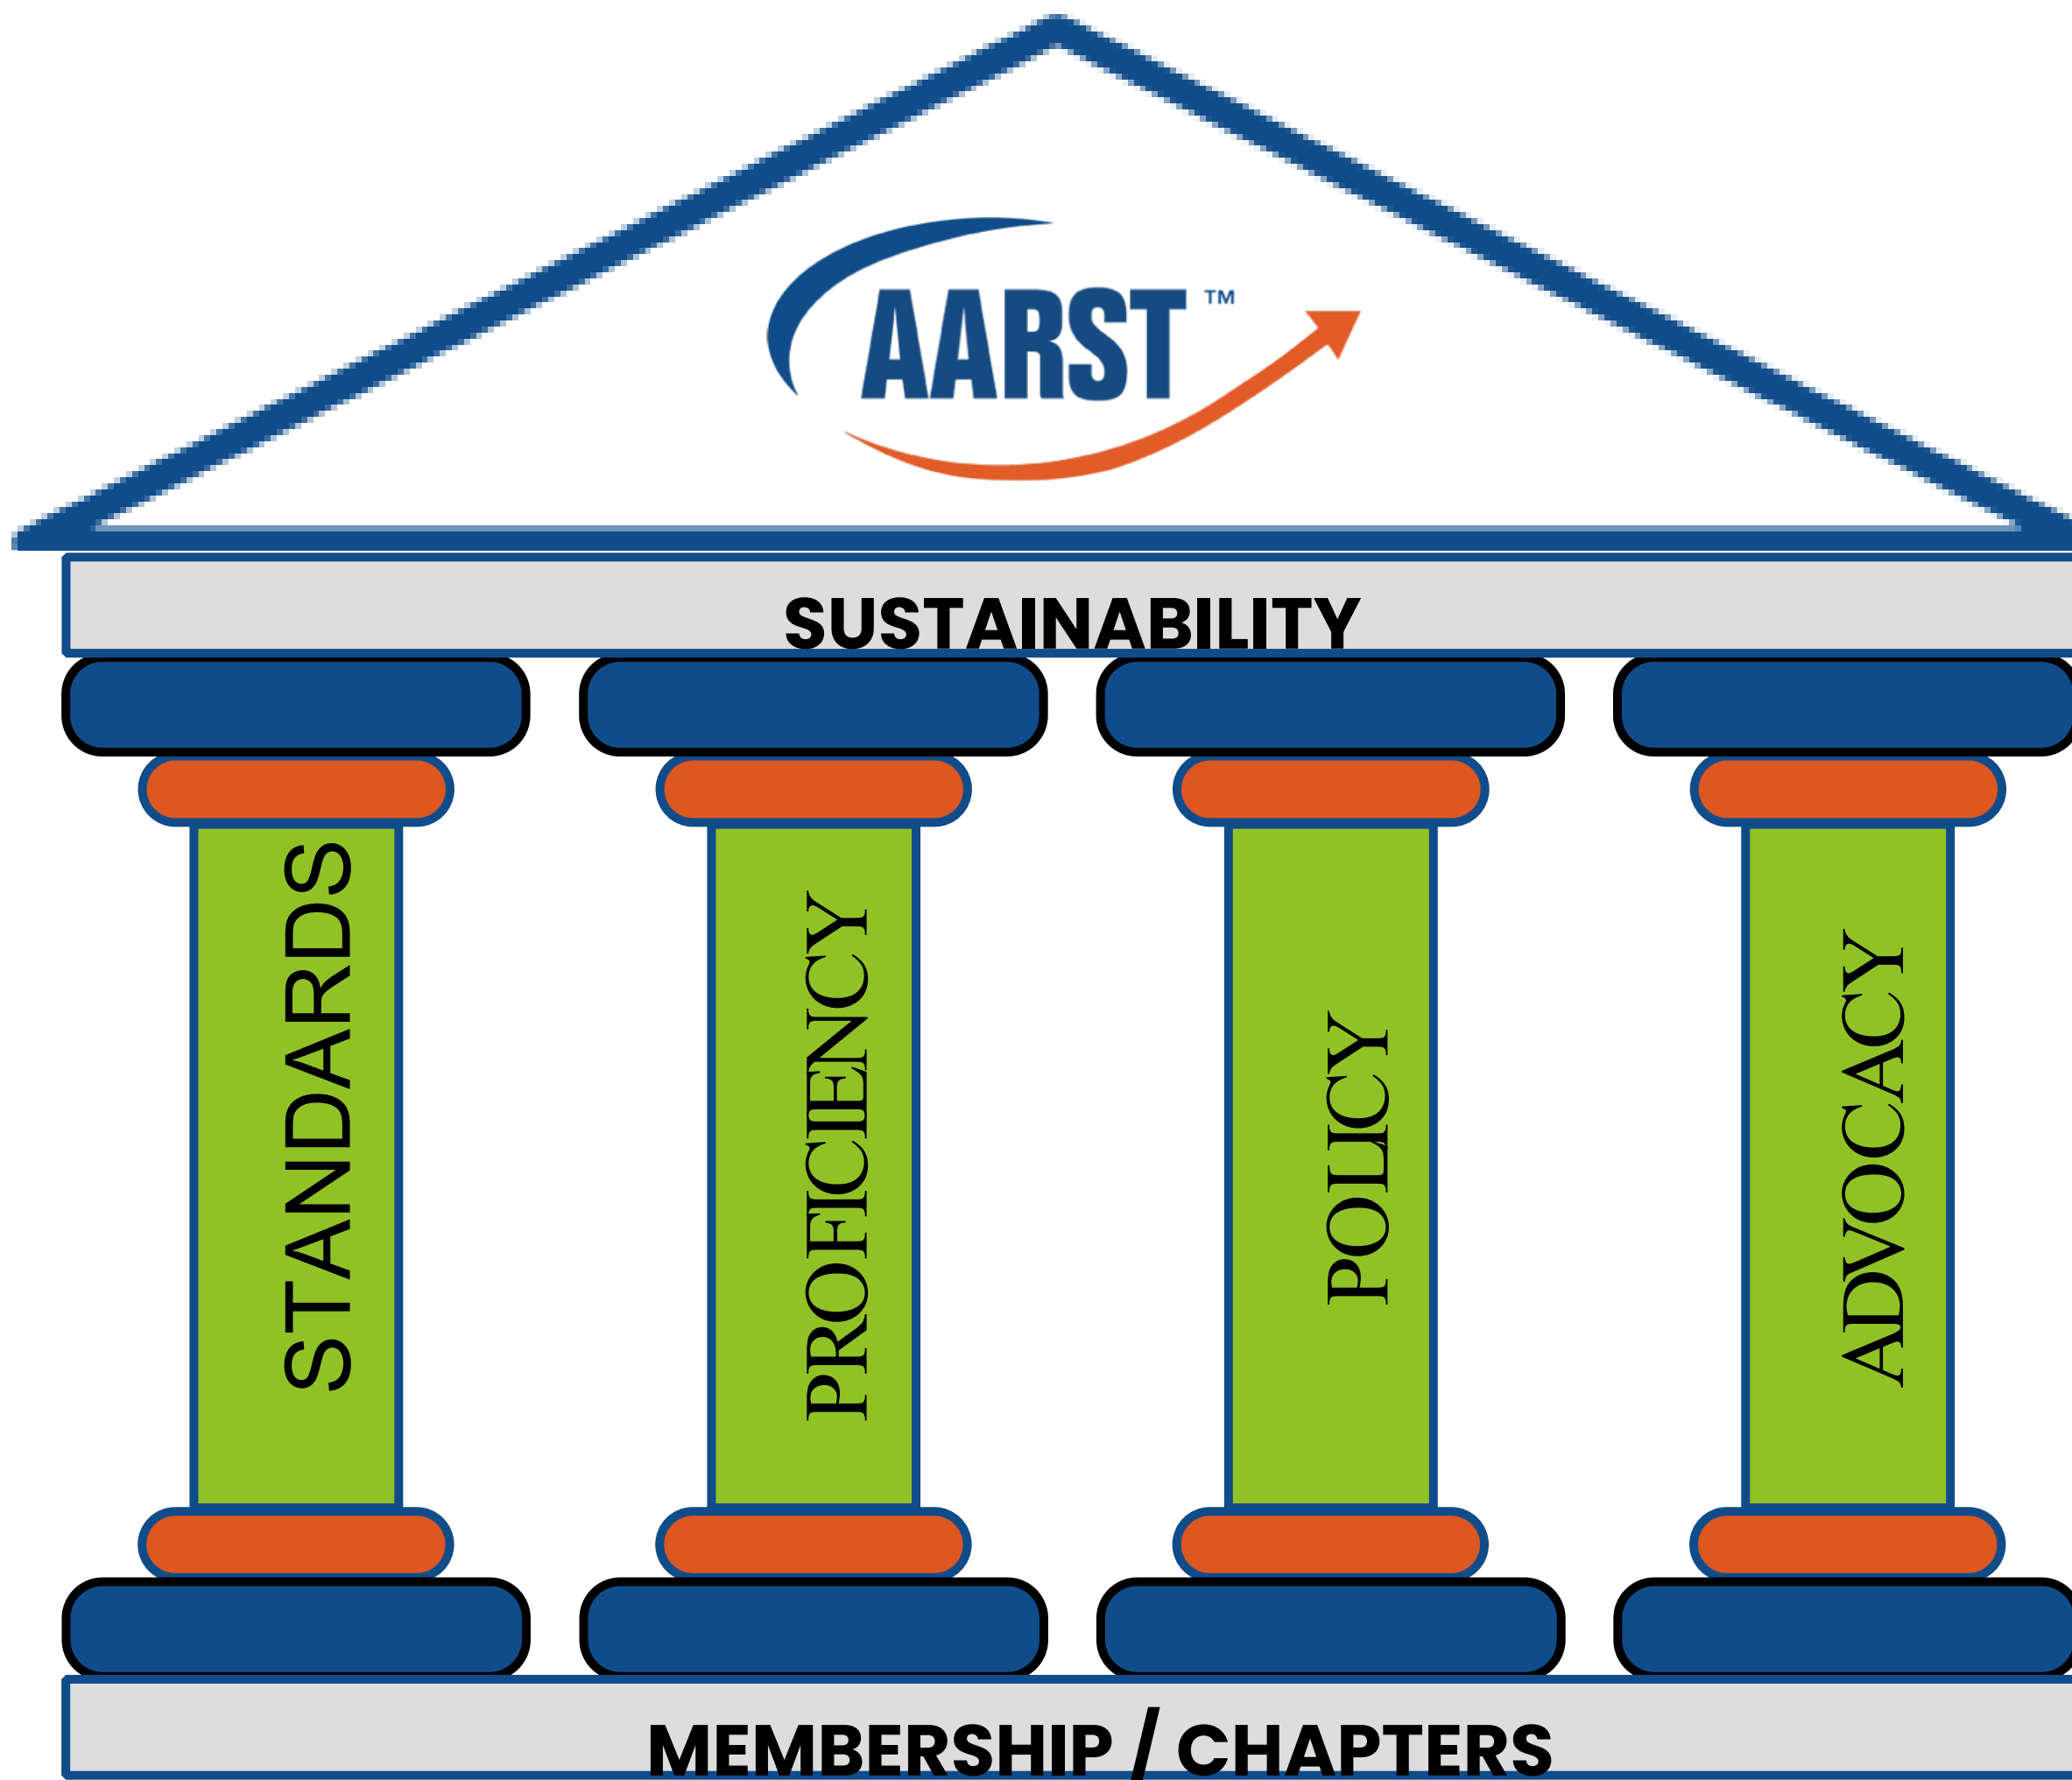 AARST™
SUSTAINABILITY
STANDARDS
PROFICIENCY
POLICY
ADVOCACY
MEMBERSHIP / CHAPTERS